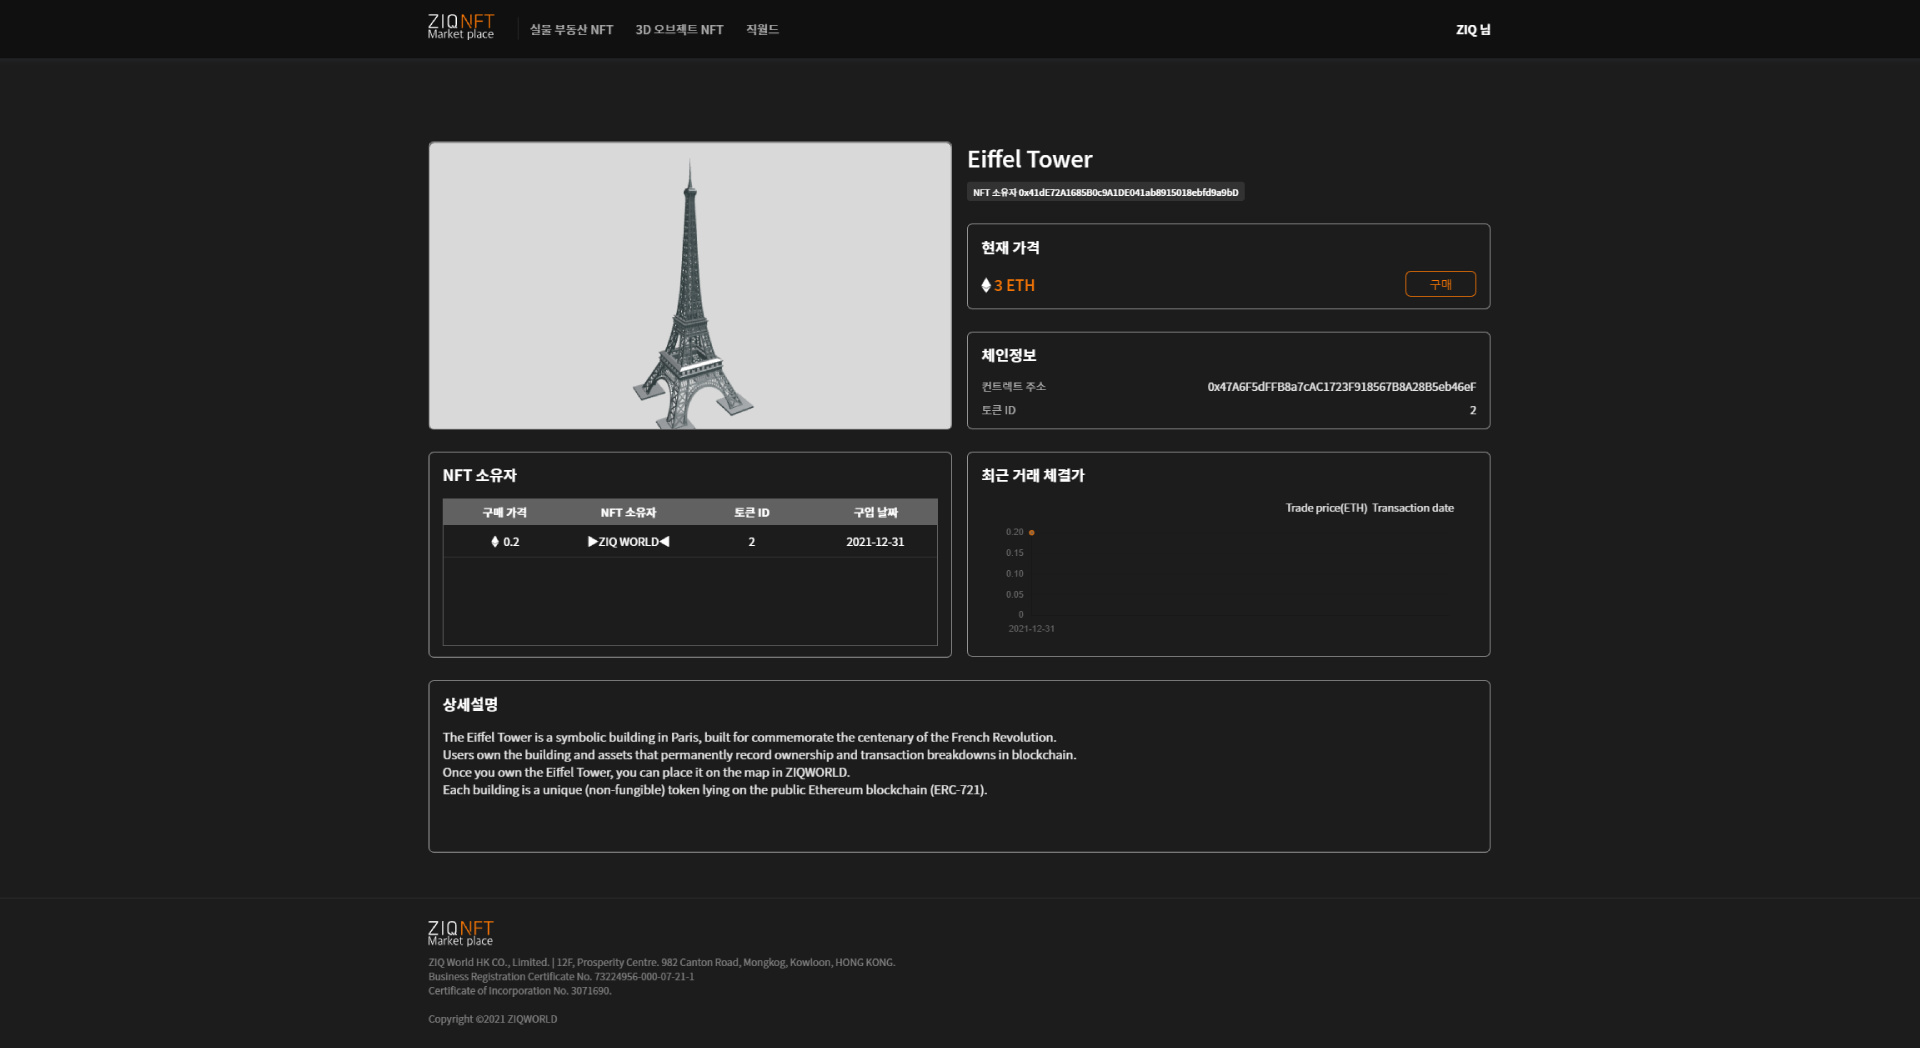 ZIQNFT
Market place
실물 부동산 NFT
3D 오브젝트 NFT
직월드
ZIQ 님
Eiffel Tower
NFT 소유자 0x41dE72A1685B0c9A1DE041ab8915018ebfd9a9bD
현재 가격
3 ETH
구매
체인정보
컨트렉트 주소 0x47A6F5dFFB8a7cAC1723F918567B8A28B5eb46eF
토큰 ID 2
NFT 소유자
구매 가격 NFT 소유자 토큰 ID 구입 날짜
0.2 ▶ZIQ WORLD◀ 2 2021-12-31
최근 거래 체결가
Trade price(ETH) Transaction date
0.20
0.15
0.10
0.05
0
2021-12-31
상세설명
The Eiffel Tower is a symbolic building in Paris, built for commemorate the centenary of the French Revolution.
Users own the building and assets that permanently record ownership and transaction breakdowns in blockchain.
Once you own the Eiffel Tower, you can place it on the map in ZIQWORLD.
Each building is a unique (non-fungible) token lying on the public Ethereum blockchain (ERC-721).
ZIQNFT
Market place
ZIQ World HK CO., Limited. | 12F, Prosperity Centre. 982 Canton Road, Mongkog, Kowloon, HONG KONG.
Business Registration Certificate No. 73224956-000-07-21-1
Certificate of Incorporation No. 3071690.
Copyright ©2021 ZIQWORLD